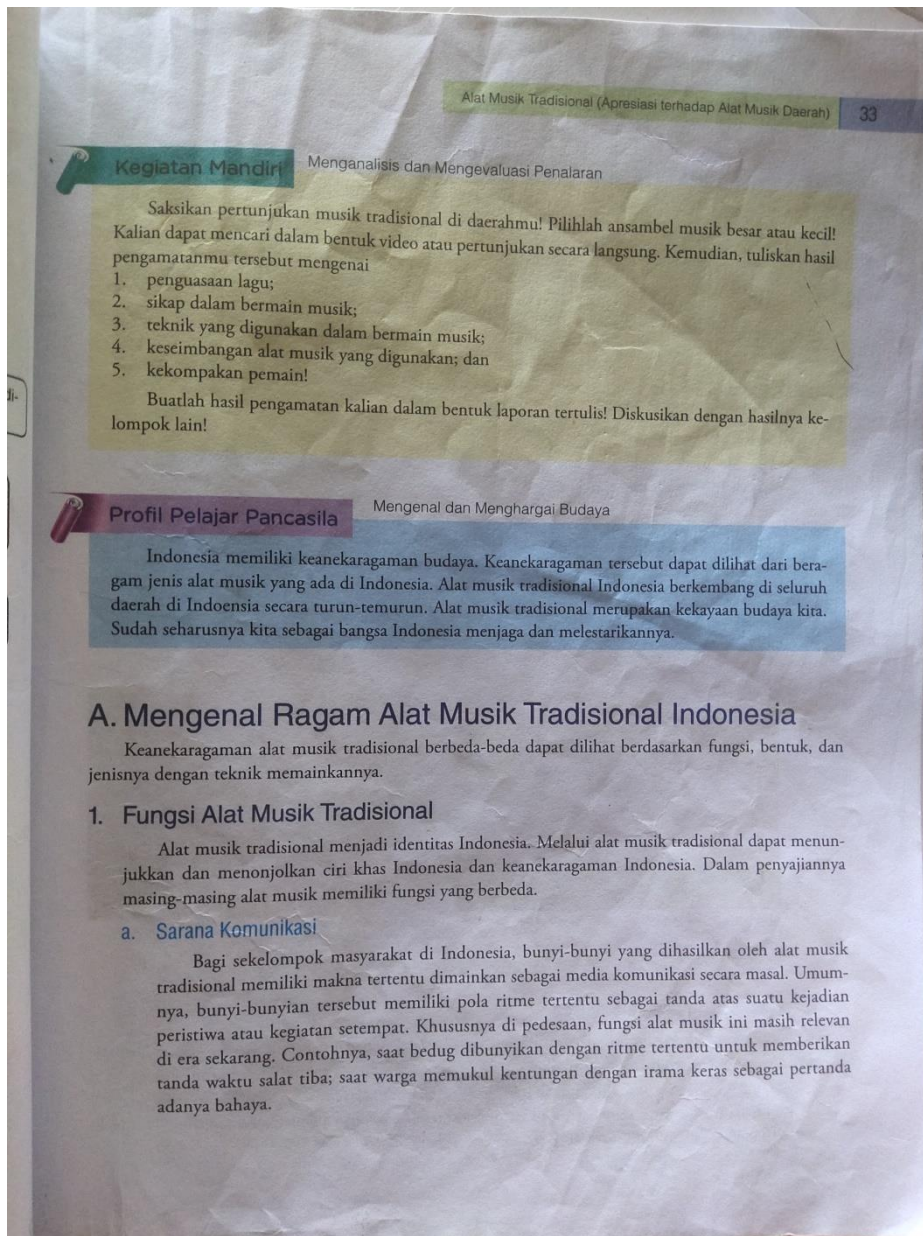 Alat Musik Tradisional (Apresiasi terhadap Alat Musik Daerah) 33
Kegiatan Mandiri Menganalisis dan Mengevaluasi Penalaran
Saksikan pertunjukan musik tradisional di daerahmu! Pilihlah ansambel musik besar atau kecil!
Kalian dapat mencari dalam bentuk video atau pertunjukan secara langsung. Kemudian, tuliskan hasil
pengamatanmu tersebut mengenai
1. penguasaan lagu;
2. sikap dalam bermain musik;
3. teknik yang digunakan dalam bermain musik;
4. keseimbangan alat musik yang digunakan; dan
5. kekompakan pemain!
di-
Buatlah hasil pengamatan kalian dalam bentuk laporan tertulis! Diskusikan dengan hasilnya ke-
lompok lain!
Profil Pelajar Pancasila Mengenal dan Menghargai Budaya
Indonesia memiliki keanekaragaman budaya. Keanekaragaman tersebut dapat dilihat dari bera-
gam jenis alat musik yang ada di Indonesia. Alat musik tradisional Indonesia berkembang di seluruh
daerah di Indoensia secara turun-temurun. Alat musik tradisional merupakan kekayaan budaya kita.
Sudah seharusnya kita sebagai bangsa Indonesia menjaga dan melestarikannya.
A. Mengenal Ragam Alat Musik Tradisional Indonesia
Keanekaragaman alat musik tradisional berbeda-beda dapat dilihat berdasarkan fungsi, bentuk, dan
jenisnya dengan teknik memainkannya.
1. Fungsi Alat Musik Tradisional
Alat musik tradisional menjadi identitas Indonesia. Melalui alat musik tradisional dapat menun-
jukkan dan menonjolkan ciri khas Indonesia dan keanekaragaman Indonesia. Dalam penyajiannya
masing-masing alat musik memiliki fungsi yang berbeda.
a. Sarana Komunikasi
Bagi sekelompok masyarakat di Indonesia, bunyi-bunyi yang dihasilkan oleh alat musik
tradisional memiliki makna tertentu dimainkan sebagai media komunikasi secara masal. Umum-
nya, bunyi-bunyian tersebut memiliki pola ritme tertentu sebagai tanda atas suatu kejadian
peristiwa atau kegiatan setempat. Khususnya di pedesaan, fungsi alat musik ini masih relevan
di era sekarang. Contohnya, saat bedug dibunyikan dengan ritme tertentu untuk memberikan
tanda waktu salat tiba; saat warga memukul kentungan dengan irama keras sebagai pertanda
adanya bahaya.